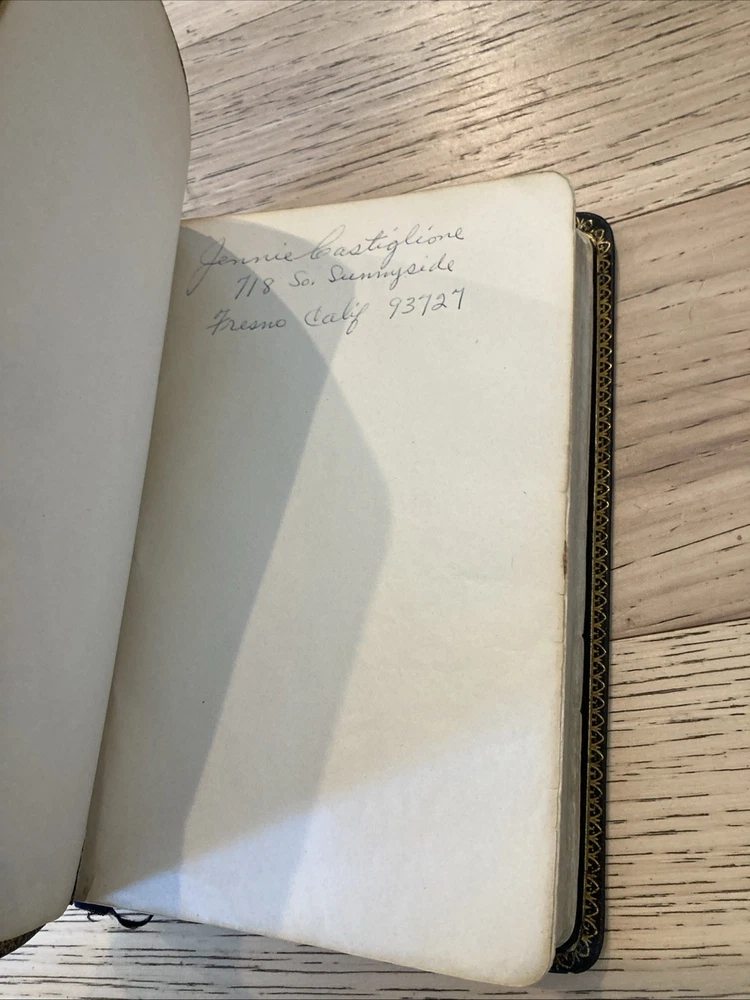 Jennie Castiglione
718 So. Sunnyside
Fresno Calif 93727